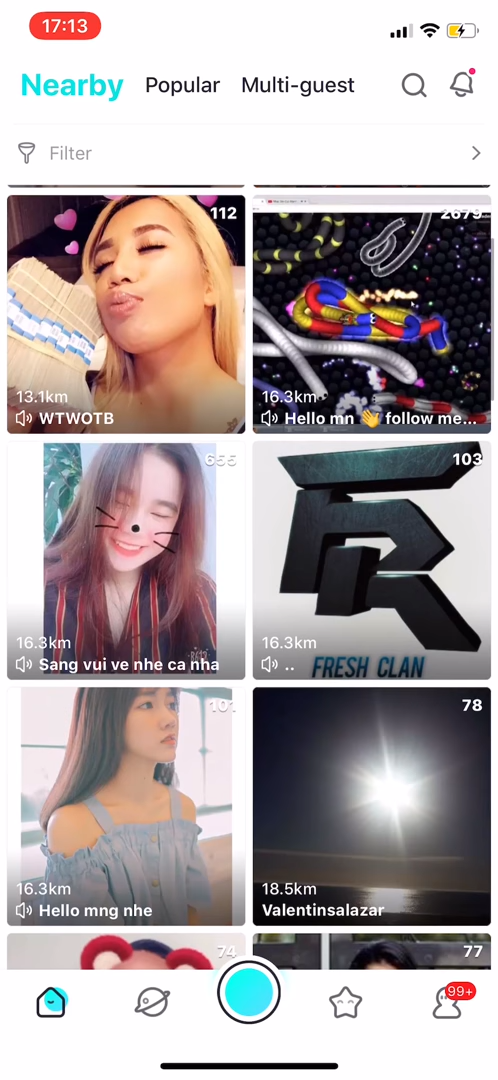 17:13
Nearby Popular Multi-guest
Filter
112
13.1km
WTWOTB
2679
16.3km
Hello mn 👋 follow me...
655
16.3km
Sang vui ve nhe ca nha
103
FRESH CLAN
16.3km
..
101
16.3km
Hello mng nhe
78
18.5km
Valentinsalazar
74
77
99+